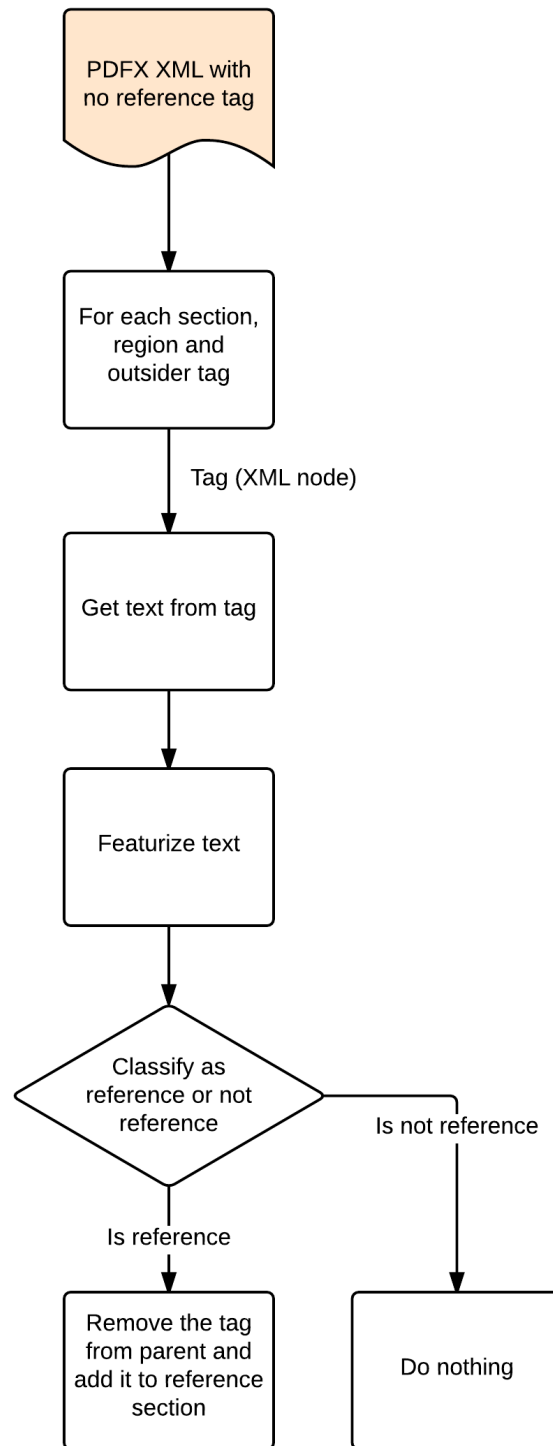 PDFX XML with
no reference tag
For each section,
region and
outsider tag
Tag (XML node)
Get text from tag
Featurize text
Classify as
reference or not
reference
Is not reference
Is reference
Remove the tag
from parent and
add it to reference
section
Do nothing